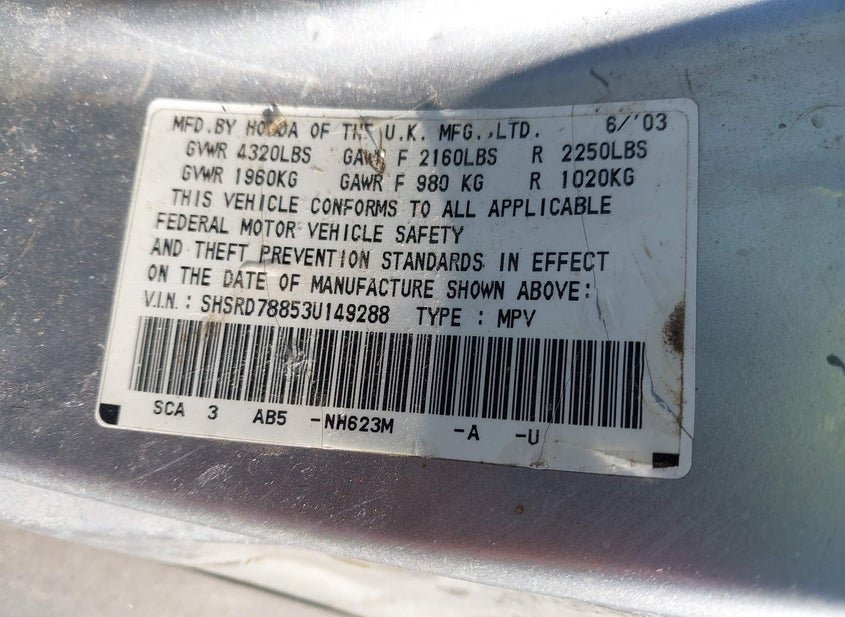 MFD.BY HONDA OF THE U.K. MFG.,LTD. 6/'03
GVWR 4320LBS GAWR F 2160LBS R 2250LBS
GVWR 1960KG GAWR F 980 KG R 1020KG
THIS VEHICLE CONFORMS TO ALL APPLICABLE
FEDERAL MOTOR VEHICLE SAFETY
AND THEFT PREVENTION STANDARDS IN EFFECT
ON THE DATE OF MANUFACTURE SHOWN ABOVE:
V.I.N. : SHSRD78853U149288 TYPE : MPV
SCA 3 AB5 -NH623M -A -U